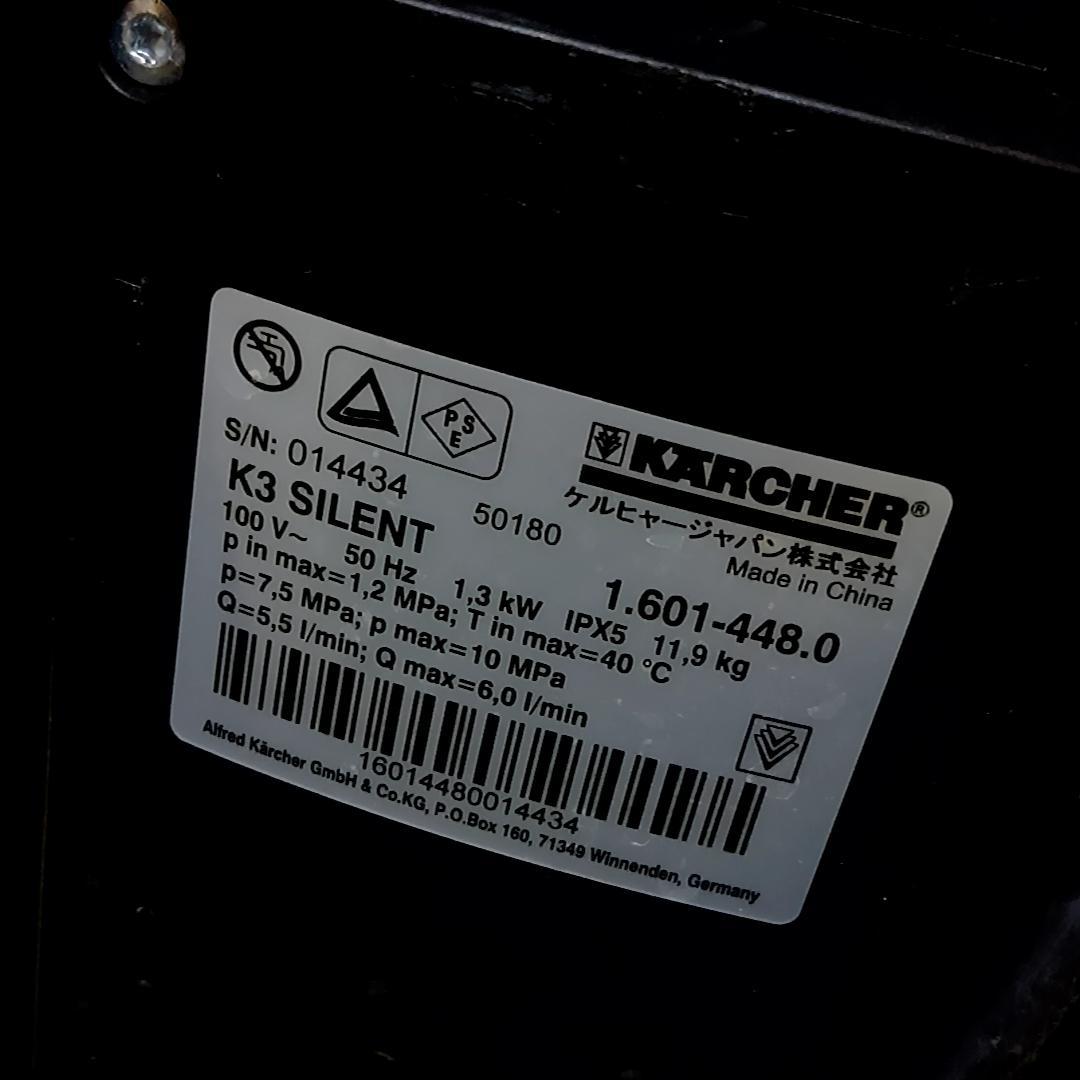 PSE
KÄRCHER®
ケルヒャージャパン株式会社
Made in China
S/N: 014434 50180
K3 SILENT 1.601-448.0
100 V~ 50 Hz 1,3 kW IPX5 11,9 kg
p in max=1,2 MPa; T in max=40 °C
p=7,5 MPa; p max=10 MPa
Q=5,5 l/min; Q max=6,0 l/min
16014480014434
Alfred Kärcher GmbH & Co.KG, P.O.Box 160, 71349 Winnenden, Germany